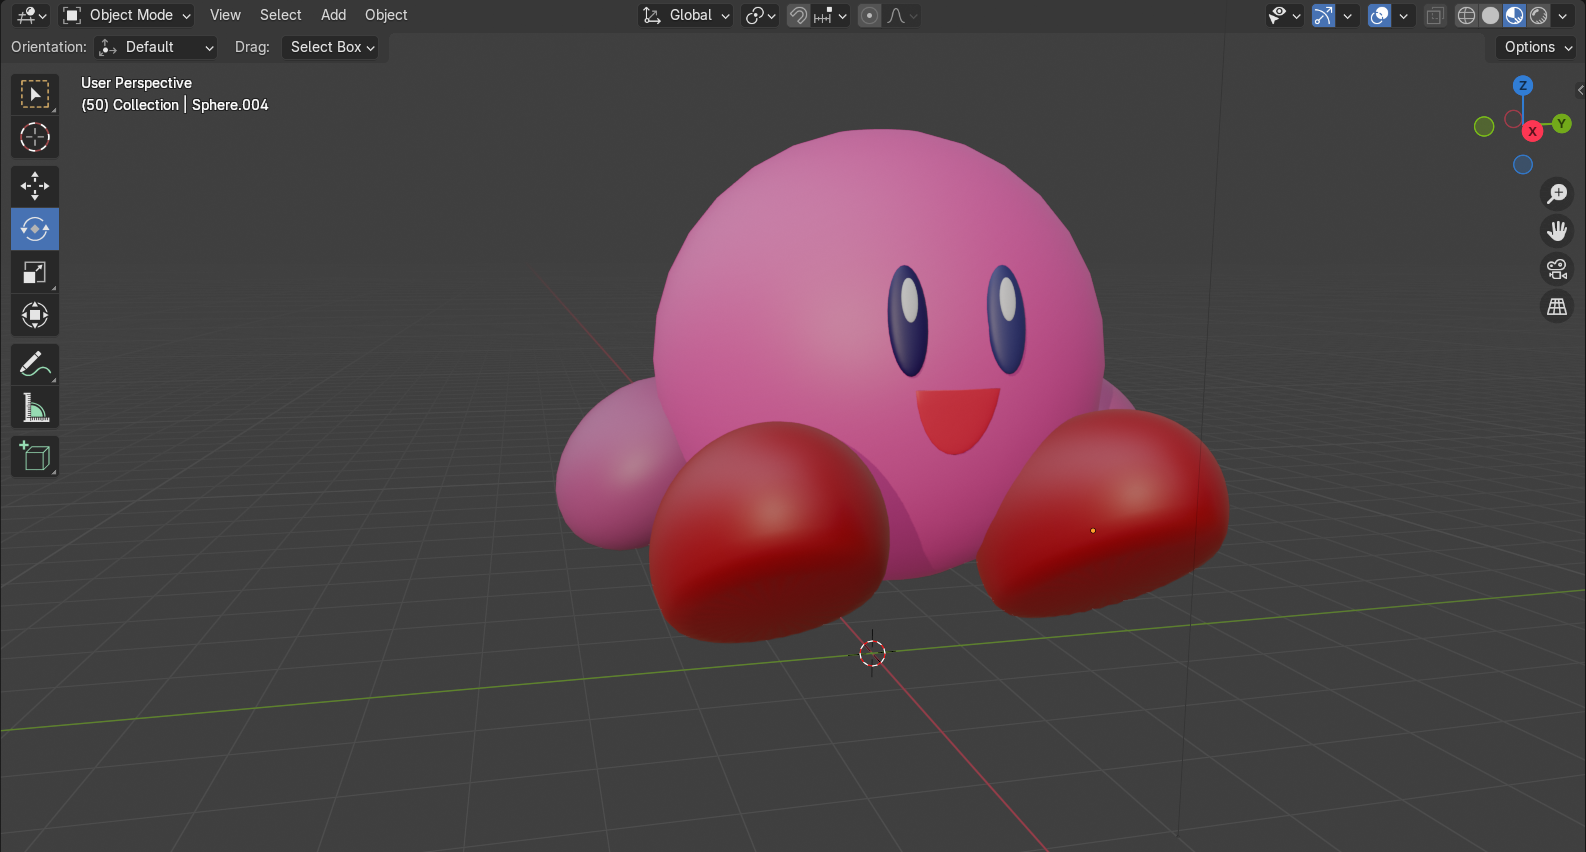 Object Mode View Select Add Object Global
Orientation: Default Drag: Select Box Options
User Perspective
(50) Collection | Sphere.004
Z
Y
X